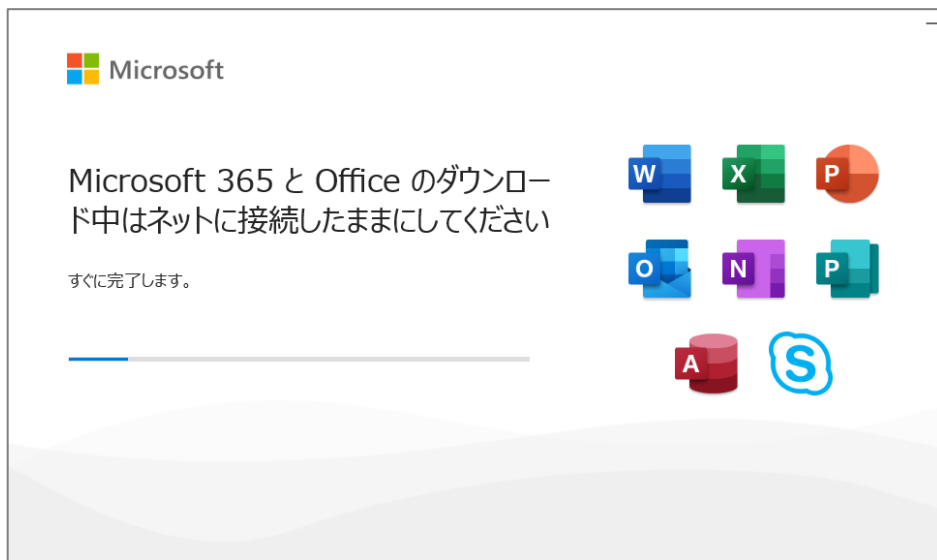 Microsoft
Microsoft 365 と Office のダウンロー
ド中はネットに接続したままにしてください
すぐに完了します。
W
X
P
O
N
P
A
S